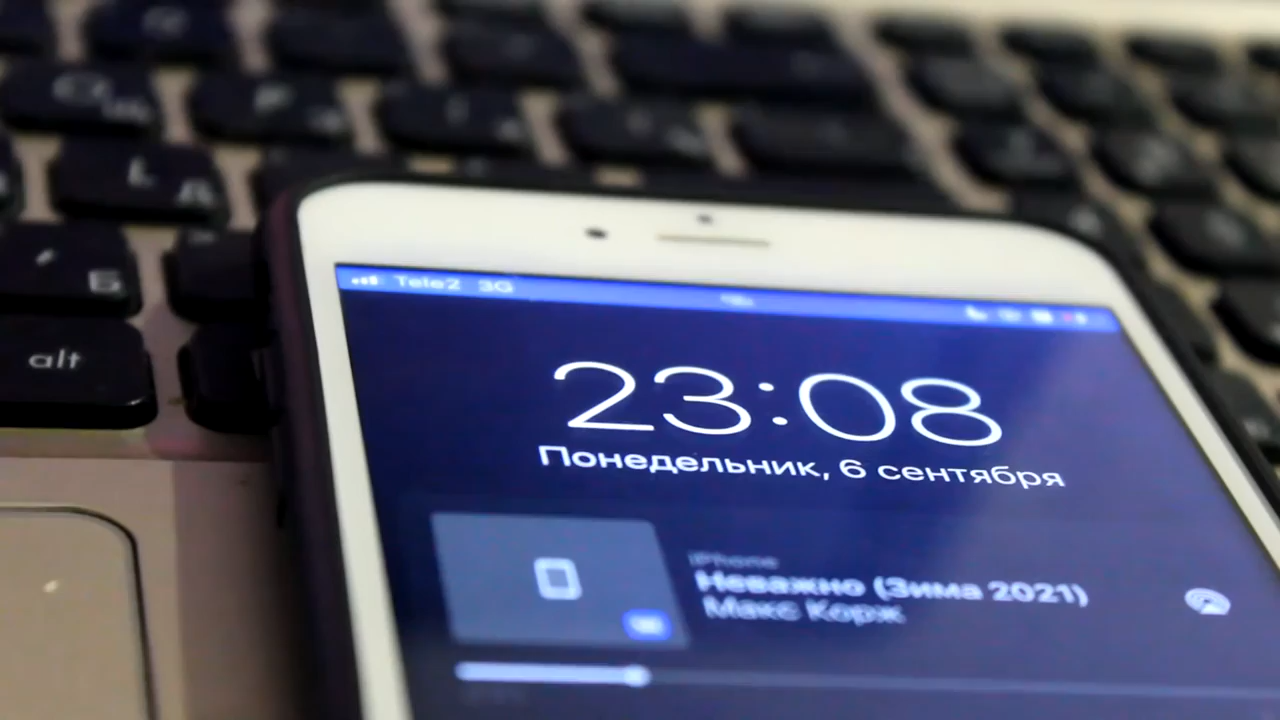 Tele2 3G
23:08
Понедельник, 6 сентября
iPhone
Неважно (Зима 2021)
Макс Корж
L Д
Б
alt